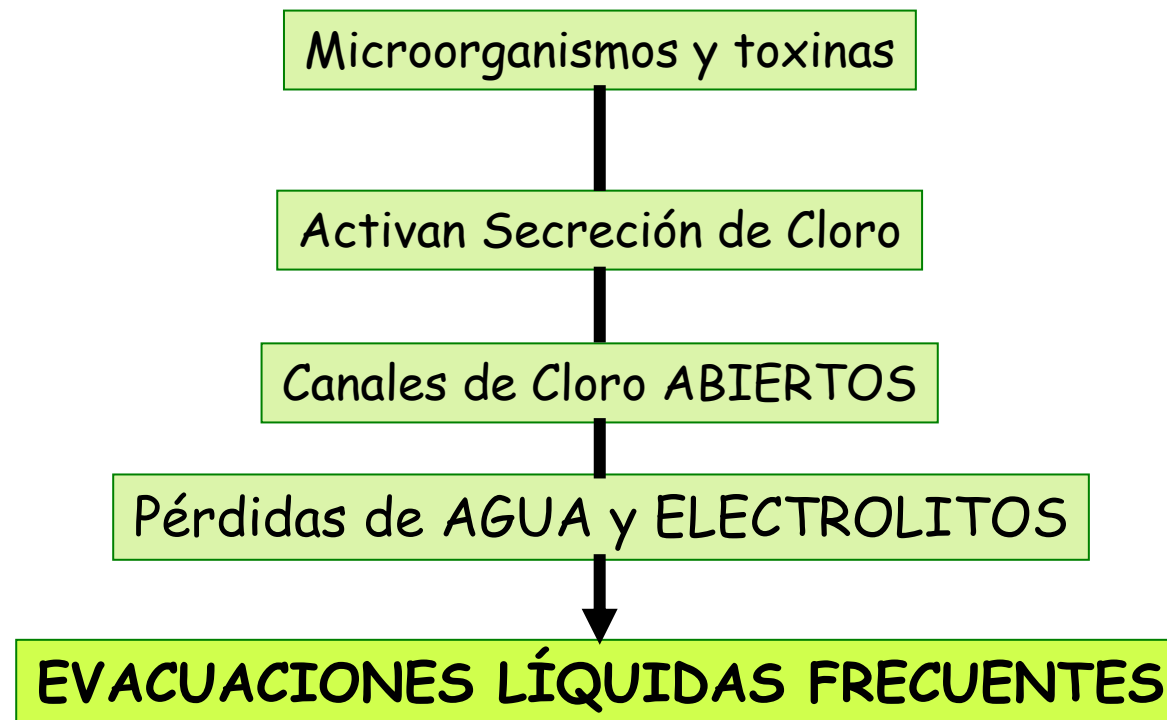 Microorganismos y toxinas
Activan Secreción de Cloro
Canales de Cloro ABIERTOS
Pérdidas de AGUA y ELECTROLITOS
EVACUACIONES LÍQUIDAS FRECUENTES